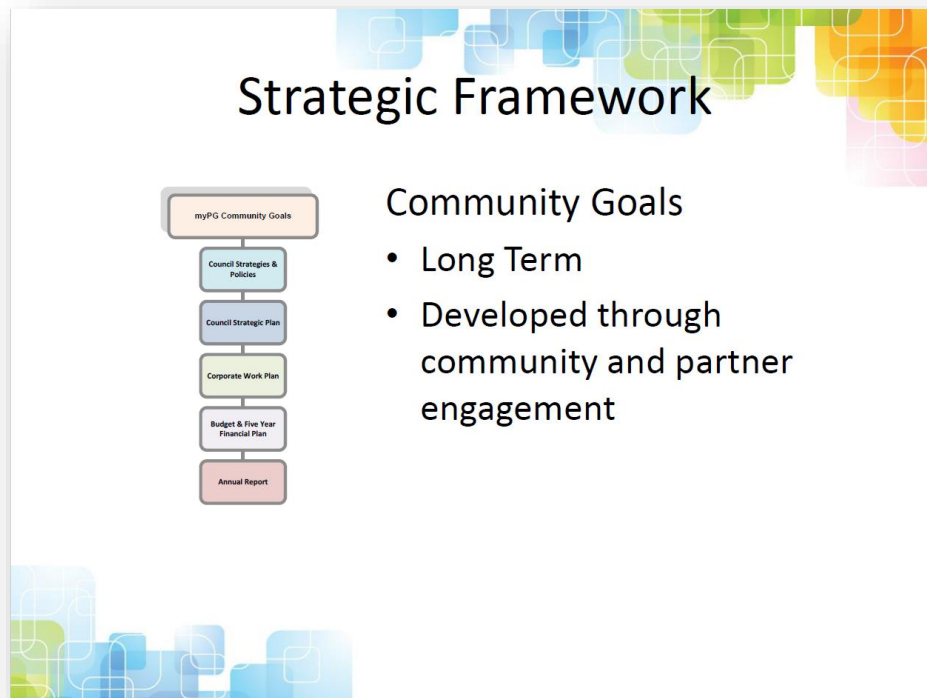 Strategic Framework
myPG Community Goals
Council Strategies &
Policies
Council Strategic Plan
Corporate Work Plan
Budget & Five Year
Financial Plan
Annual Report
Community Goals
• Long Term
• Developed through
community and partner
engagement